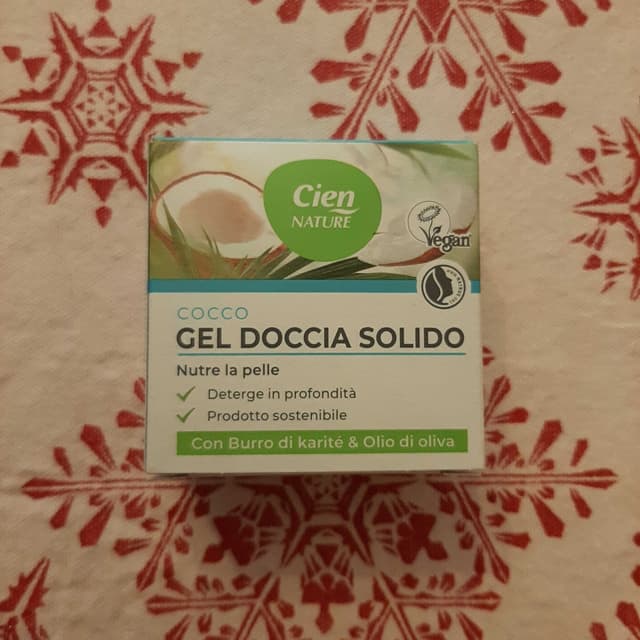 Cien
NATURE
Vegan
COCCO
GEL DOCCIA SOLIDO
Nutre la pelle
Deterge in profondità
Prodotto sostenibile
Con Burro di karité & Olio di oliva